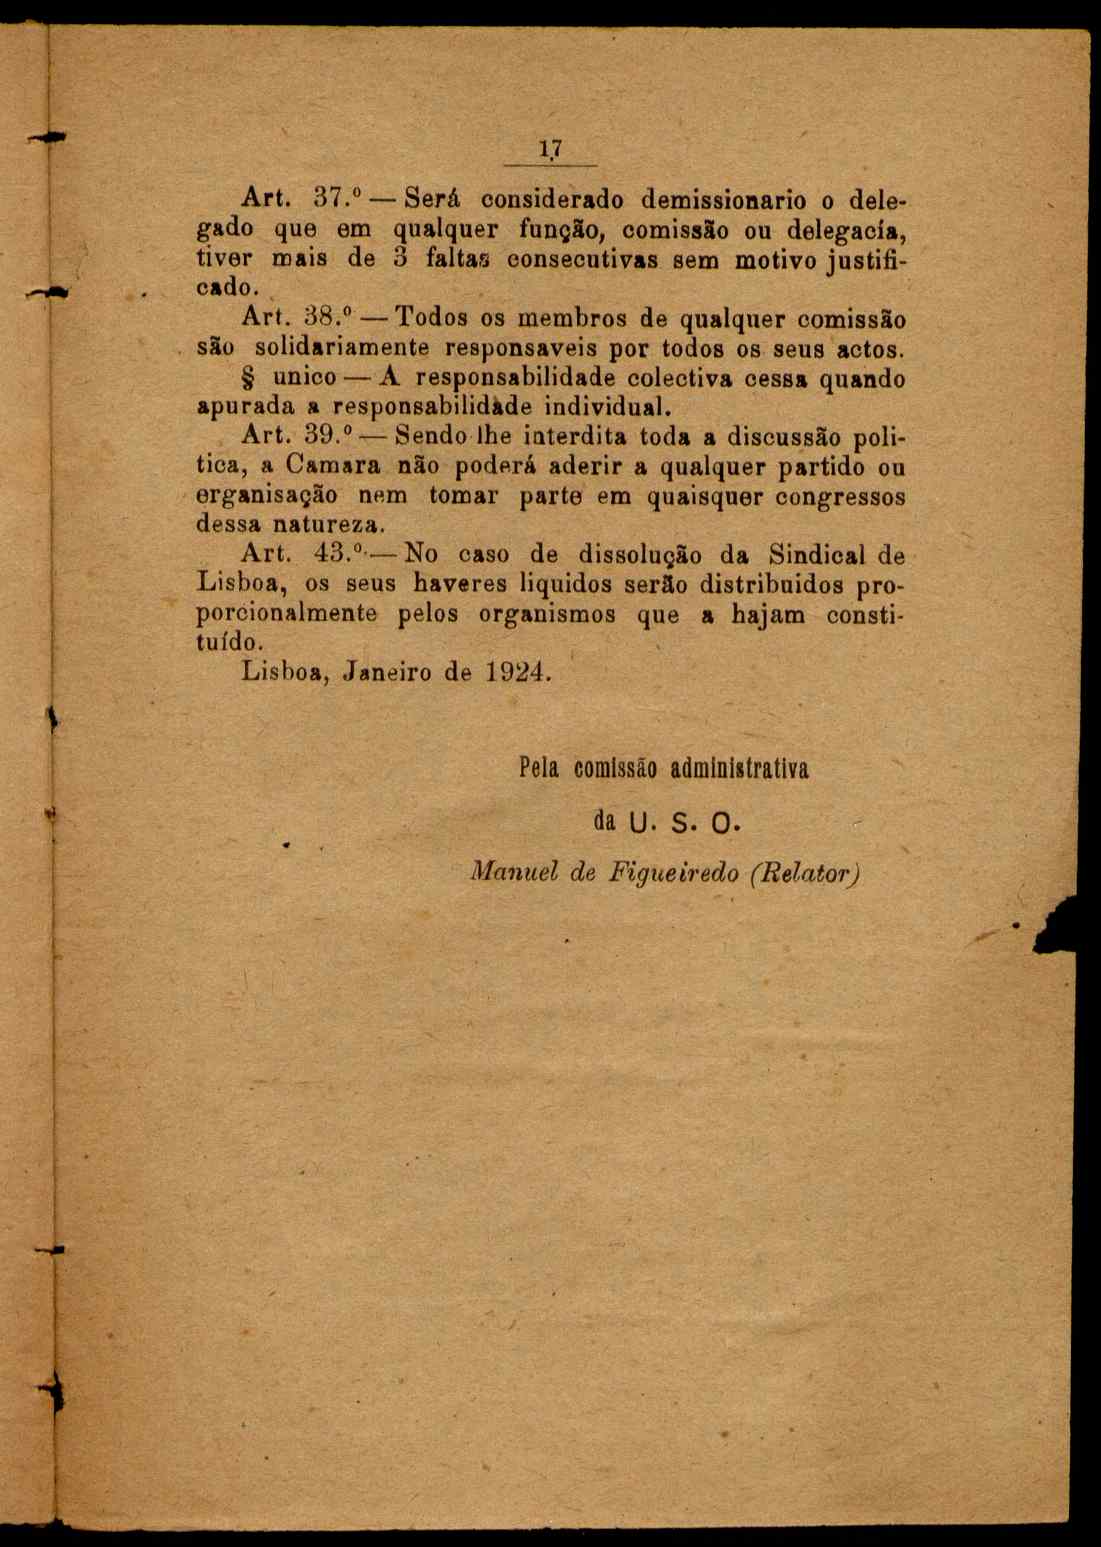 17
Art. 37.º — Será considerado demissionario o dele-
gado que em qualquer função, comissão ou delegacía,
tiver mais de 3 faltas consecutivas sem motivo justifi-
cado.
Art. 38.º — Todos os membros de qualquer comissão
são solidariamente responsaveis por todos os seus actos.
§ unico — A responsabilidade colectiva cessa quando
apurada a responsabilidade individual.
Art. 39.º — Sendo lhe interdita toda a discussão poli-
tica, a Camara não poderá aderir a qualquer partido ou
organisação nem tomar parte em quaisquer congressos
dessa natureza.
Art. 43.º — No caso de dissolução da Sindical de
Lisboa, os seus haveres liquidos serão distribuidos pro-
porcionalmente pelos organismos que a hajam consti-
tuído.
Lisboa, Janeiro de 1924.
Pela comissão administrativa
da U. S. O.
Manuel de Figueiredo (Relator)